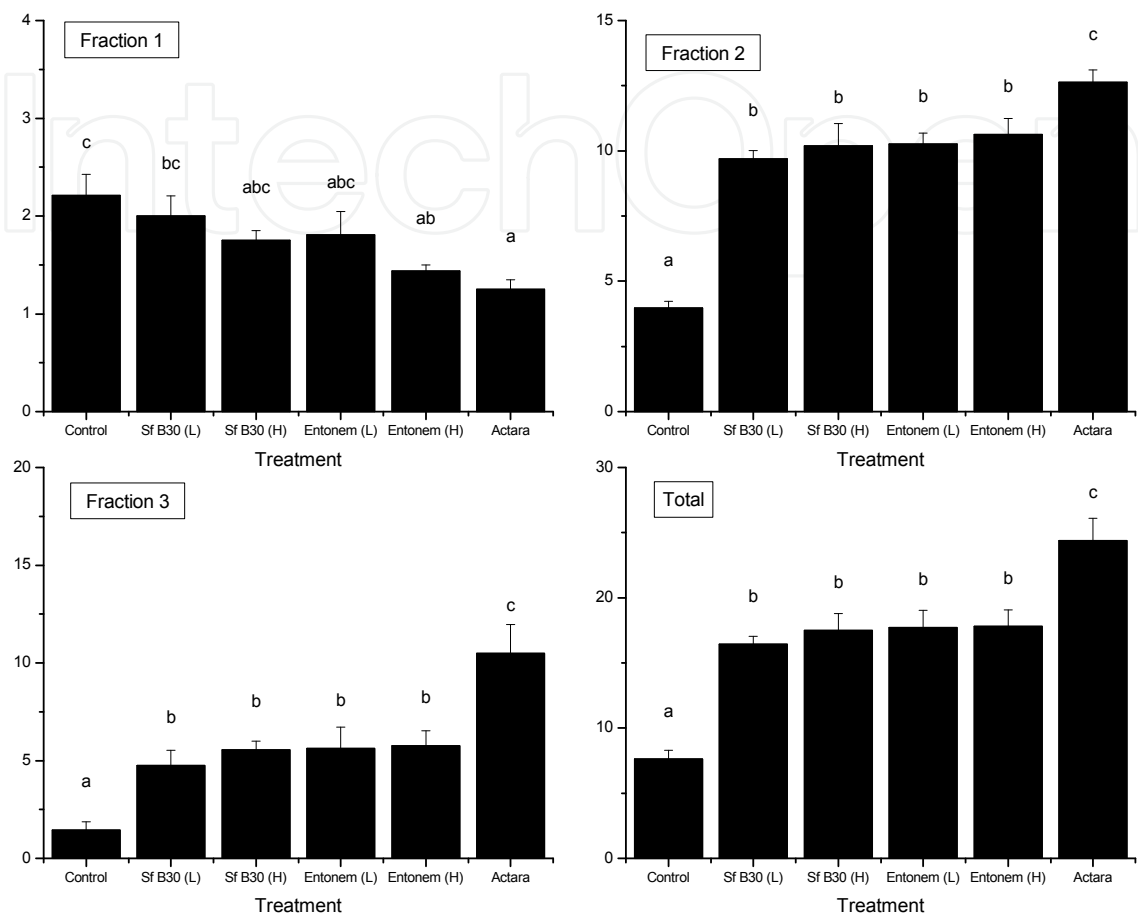 IntechOpen
Fraction 1
4
3
2
1
0
c
bc
abc
abc
ab
a
Control Sf B30 (L) Sf B30 (H) Entonem (L) Entonem (H) Actara
Treatment
Fraction 2
15
10
5
0
a
b
b
b
b
c
Control Sf B30 (L) Sf B30 (H) Entonem (L) Entonem (H) Actara
Treatment
Fraction 3
20
15
10
5
0
a
b
b
b
b
c
Control Sf B30 (L) Sf B30 (H) Entonem (L) Entonem (H) Actara
Treatment
Total
30
20
10
0
a
b
b
b
b
c
Control Sf B30 (L) Sf B30 (H) Entonem (L) Entonem (H) Actara
Treatment